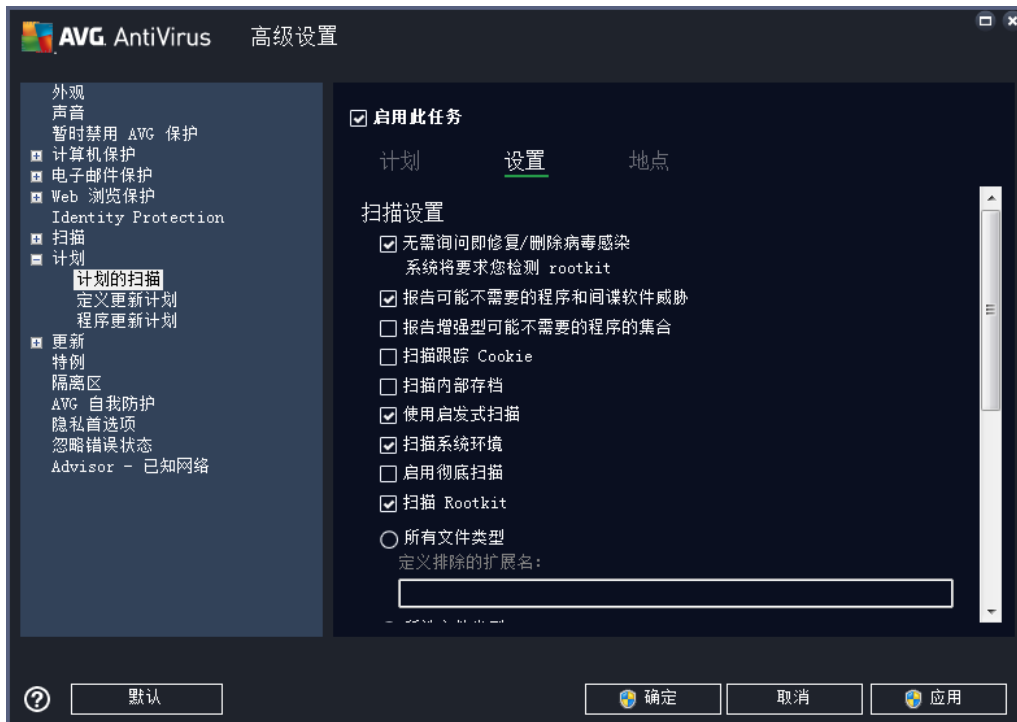 AVG AntiVirus 高级设置
外观
声音
暂时禁用 AVG 保护
计算机保护
电子邮件保护
Web 浏览保护
Identity Protection
扫描
计划
计划的扫描
定义更新计划
程序更新计划
更新
特例
隔离区
AVG 自我防护
隐私首选项
忽略错误状态
Advisor - 已知网络
启用此任务
计划 设置 地点
扫描设置
无需询问即修复/删除病毒感染
系统将要求您检测 rootkit
报告可能不需要的程序和间谍软件威胁
报告增强型可能不需要的程序的集合
扫描跟踪 Cookie
扫描内部存档
使用启发式扫描
扫描系统环境
启用彻底扫描
扫描 Rootkit
所有文件类型
定义排除的扩展名:
默认 确定 取消 应用